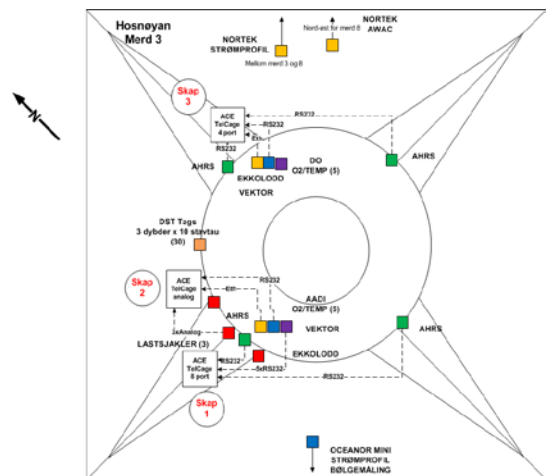 Hosnøyan
Merd 3
NORTEK
STRØMPROFIL
Mellom merd 3 og 8
Nord-øst for merd 8
NORTEK
AWAC
N
Skap
3
ACE
TelCage
4 port
RS232
RS232
RS232
Eth
AHRS
EKKOLODD
VEKTOR
DO
O2/TEMP (5)
AHRS
DST Tags
3 dybder x 10 støvtau
(30)
Skap
2
ACE
TelCage
analog
RS232
Eth
AADI
O2/TEMP (5)
AHRS
VEKTOR
3xAnalog
LASTSJAKLER (3)
EKKOLODD
AHRS
ACE
TelCage
8 port
RS232
5xRS232
RS232
Skap
1
OCEANOR MINI
STRØMPROFIL
BØLGEMÅLING